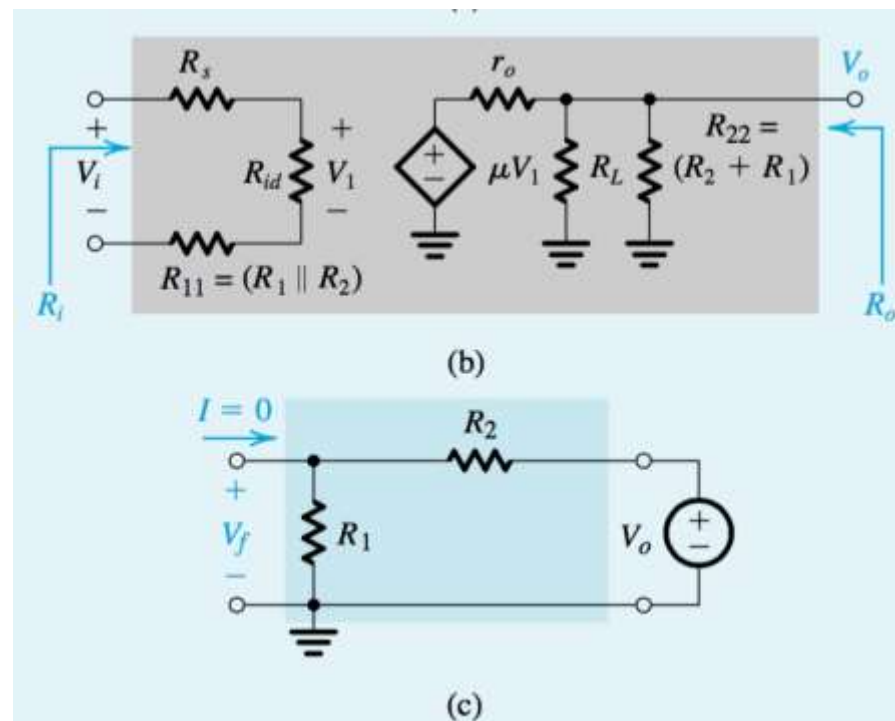 R_s
r_o
V_o
+
V_i
−
R_id
+
V_1
−
+
−
μV_1
R_L
R_22 =
(R_2 + R_1)
R_11 = (R_1 || R_2)
R_i
R_o
(b)
I = 0
R_2
+
V_f
−
R_1
V_o
+
−
(c)